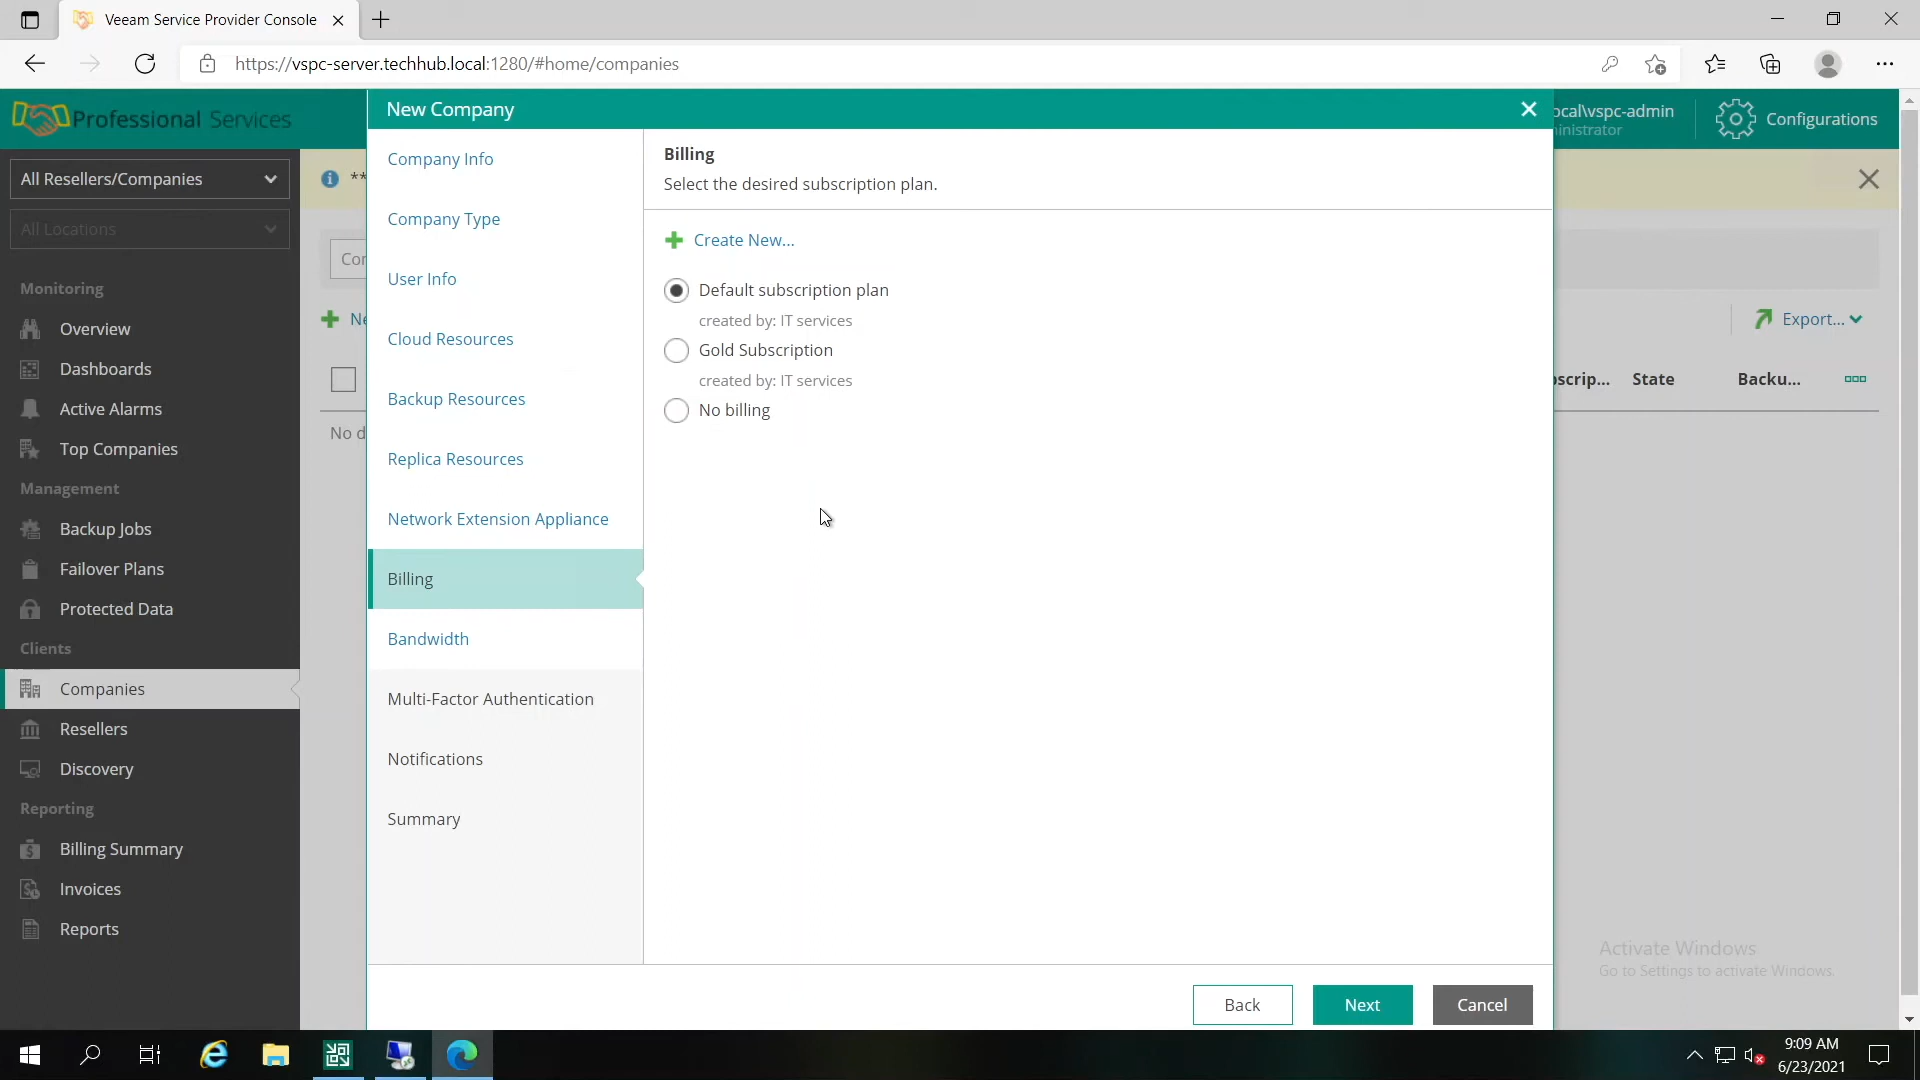 Veeam Service Provider Console
https://vspc-server.techhub.local:1280/#home/companies
Professional Services
New Company
ocal\vspc-admin
inistrator
Configurations
All Resellers/Companies
All Locations
Monitoring
Overview
Dashboards
Active Alarms
Top Companies
Management
Backup Jobs
Failover Plans
Protected Data
Clients
Companies
Resellers
Discovery
Reporting
Billing Summary
Invoices
Reports
**
Cor
Ne
No d
Company Info
Company Type
User Info
Cloud Resources
Backup Resources
Replica Resources
Network Extension Appliance
Billing
Bandwidth
Multi-Factor Authentication
Notifications
Summary
Billing
Select the desired subscription plan.
Create New...
Default subscription plan
created by: IT services
Gold Subscription
created by: IT services
No billing
Export...
bscrip... State Backu...
Activate Windows
Go to Settings to activate Windows.
Back Next Cancel
9:09 AM
6/23/2021